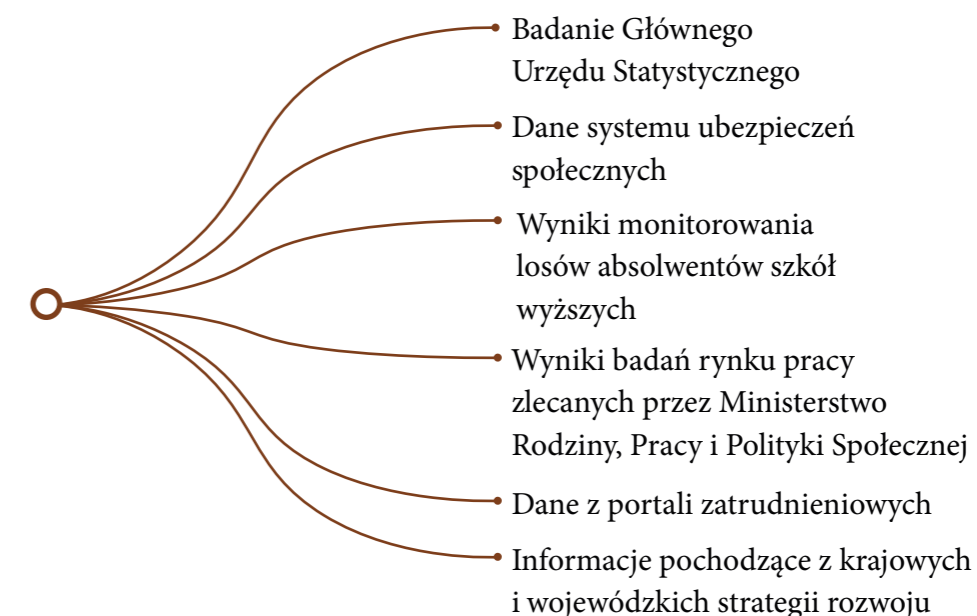 Badanie Głównego
Urzędu Statystycznego
Dane systemu ubezpieczeń
społecznych
Wyniki monitorowania
losów absolwentów szkół
wyższych
Wyniki badań rynku pracy
zlecanych przez Ministerstwo
Rodziny, Pracy i Polityki Społecznej
Dane z portali zatrudnieniowych
Informacje pochodzące z krajowych
i wojewódzkich strategii rozwoju